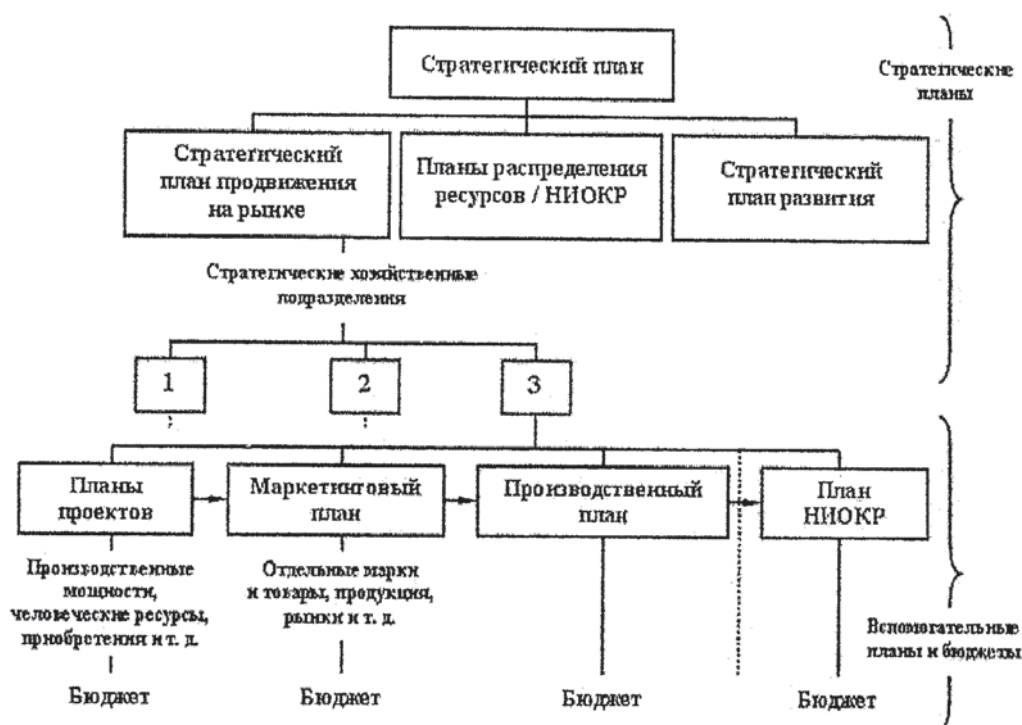 Стратегический план
Стратегические
планы
Стратегический
план продвижения
на рынке
Планы распределения
ресурсов / НИОКР
Стратегический
план развития
Стратегические хозяйственные
подразделения
1
2
3
Планы
проектов
Маркетинговый
план
Производственный
план
План
НИОКР
Производственные
мощности,
человеческие ресурсы,
приобретения и т. д.
Отдельные марки
и товары, продукция,
рынки и т. д.
Вспомогательные
планы и бюджеты
Бюджет
Бюджет
Бюджет
Бюджет